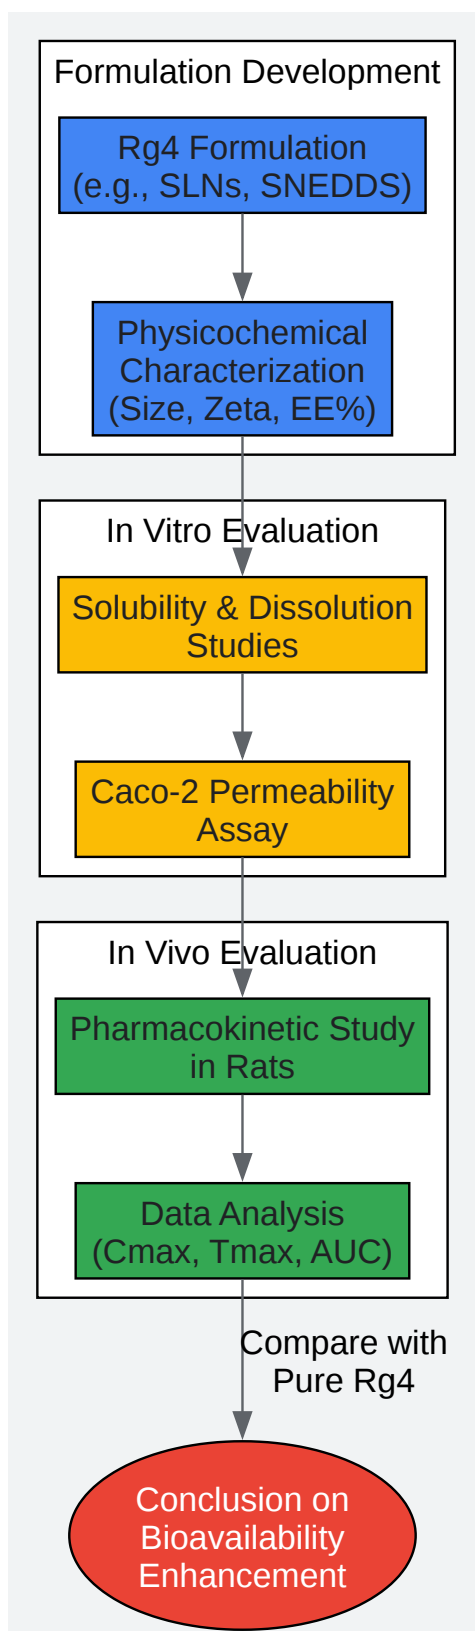 Formulation Development
Rg4 Formulation
(e.g., SLNs, SNEDDS)
Physicochemical
Characterization
(Size, Zeta, EE%)
In Vitro Evaluation
Solubility & Dissolution
Studies
Caco-2 Permeability
Assay
In Vivo Evaluation
Pharmacokinetic Study
in Rats
Data Analysis
(Cmax, Tmax, AUC)
Compare with
Pure Rg4
Conclusion on
Bioavailability
Enhancement